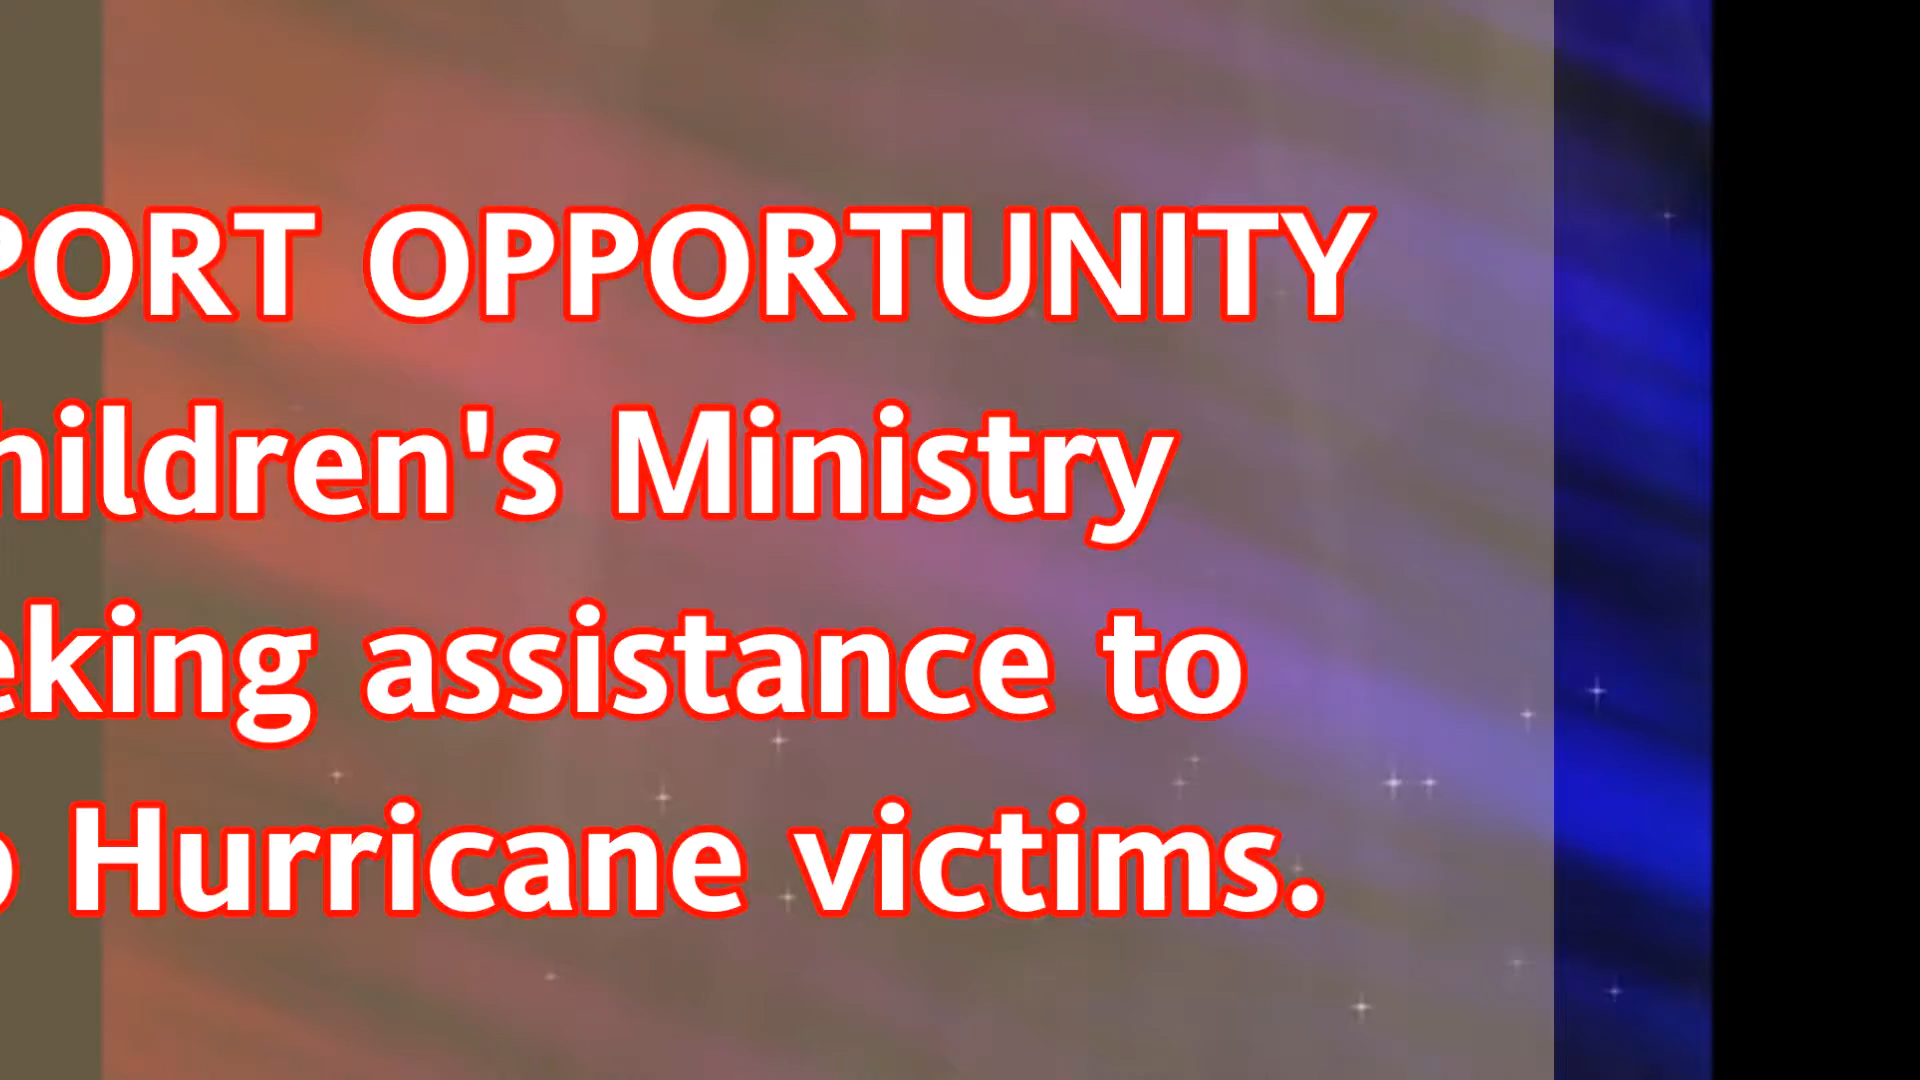 PORT OPPORTUNITY
hildren's Ministry
eking assistance to
Hurricane victims.